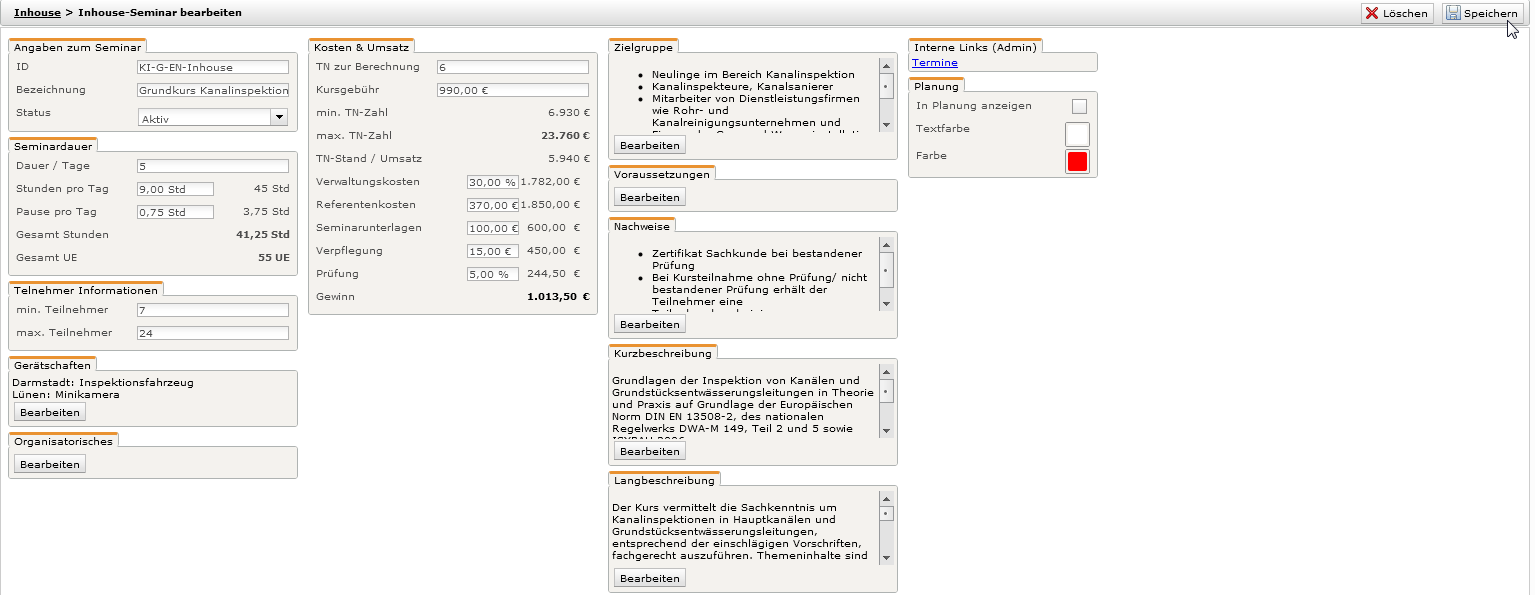 Inhouse > Inhouse-Seminar bearbeiten
Löschen
Speichern
Angaben zum Seminar
ID KI-G-EN-Inhouse
Bezeichnung Grundkurs Kanalinspektion
Status Aktiv
Seminardauer
Dauer / Tage 5
Stunden pro Tag 9,00 Std 45 Std
Pause pro Tag 0,75 Std 3,75 Std
Gesamt Stunden 41,25 Std
Gesamt UE 55 UE
Telnehmer Informationen
min. Teilnehmer 7
max. Teilnehmer 24
Gerätschaften
Darmstadt: Inspektionsfahrzeug
Lünen: Minikamera
Bearbeiten
Organisatorisches
Bearbeiten
Kosten & Umsatz
TN zur Berechnung 6
Kursgebühr 990,00 €
min. TN-Zahl 6.930 €
max. TN-Zahl 23.760 €
TN-Stand / Umsatz 5.940 €
Verwaltungskosten 30,00 % 1.782,00 €
Referentenkosten 370,00 € 1.850,00 €
Seminarunterlagen 100,00 € 600,00 €
Verpflegung 15,00 € 450,00 €
Prüfung 5,00 % 244,50 €
Gewinn 1.013,50 €
Zielgruppe
• Neulinge im Bereich Kanalinspektion
• Kanalinspekteure, Kanalsanierer
• Mitarbeiter von Dienstleistungsfirmen
wie Rohr- und
Kanalreinigungsunternehmen und
Bearbeiten
Voraussetzungen
Bearbeiten
Nachweise
• Zertifikat Sachkunde bei bestandener
Prüfung
• Bei Kursteilnahme ohne Prüfung/ nicht
bestandener Prüfung erhält der
Teilnehmer eine
Bearbeiten
Kurzbeschreibung
Grundlagen der Inspektion von Kanälen und
Grundstücksentwässerungsleitungen in Theorie
und Praxis auf Grundlage der Europäischen
Norm DIN EN 13508-2, des nationalen
Regelwerks DWA-M 149, Teil 2 und 5 sowie
Bearbeiten
Langbeschreibung
Der Kurs vermittelt die Sachkenntnis um
Kanalinspektionen in Hauptkanälen und
Grundstücksentwässerungsleitungen,
entsprechend der einschlägigen Vorschriften,
fachgerecht auszuführen. Themeninhalte sind
Bearbeiten
Interne Links (Admin)
Termine
Planung
In Planung anzeigen
Textfarbe
Farbe